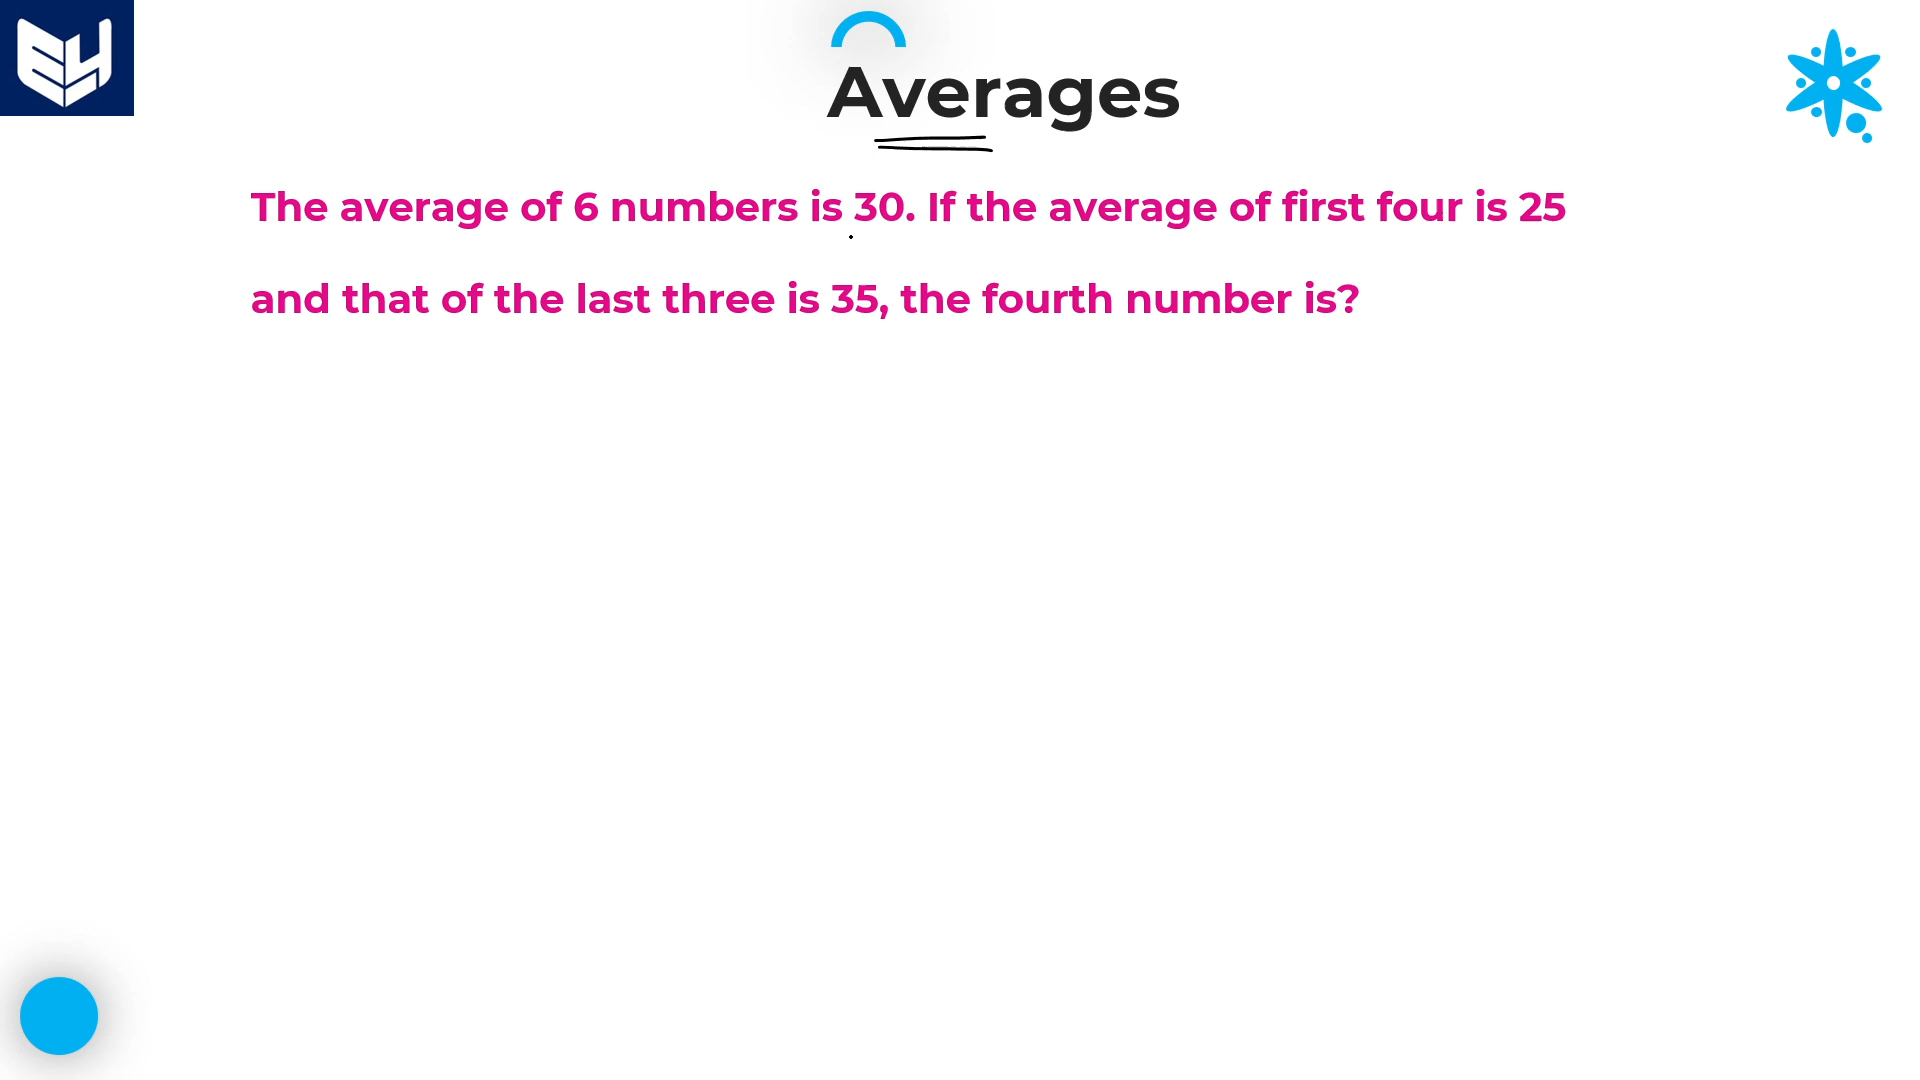 Averages
The average of 6 numbers is 30. If the average of first four is 25
and that of the last three is 35, the fourth number is?